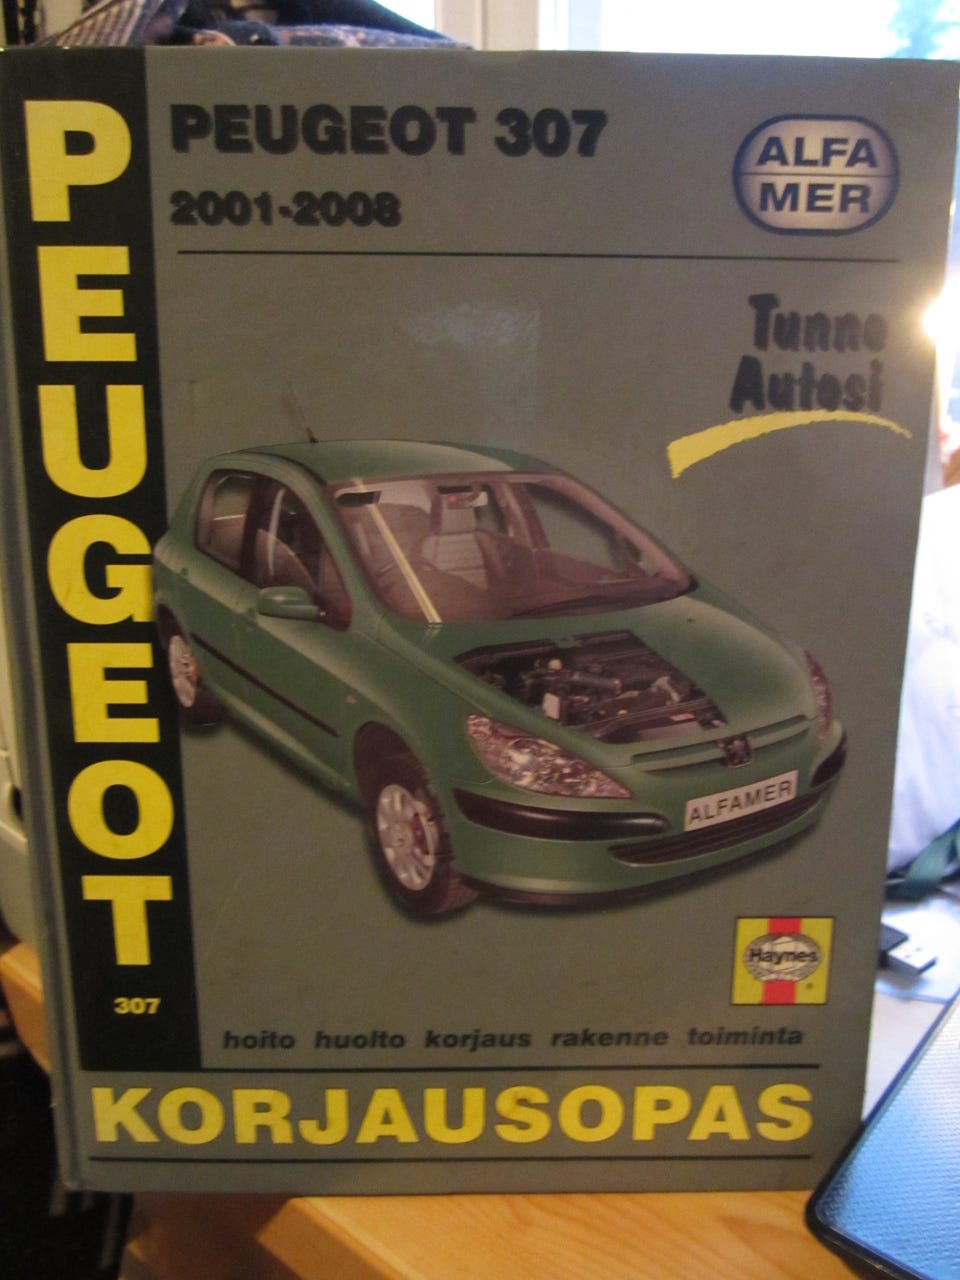 PEUGEOT
307
PEUGEOT 307
2001-2008
ALFA
MER
Tunne
Autosi
ALFAMER
Haynes
hoito huolto korjaus rakenne toiminta
KORJAUSOPAS